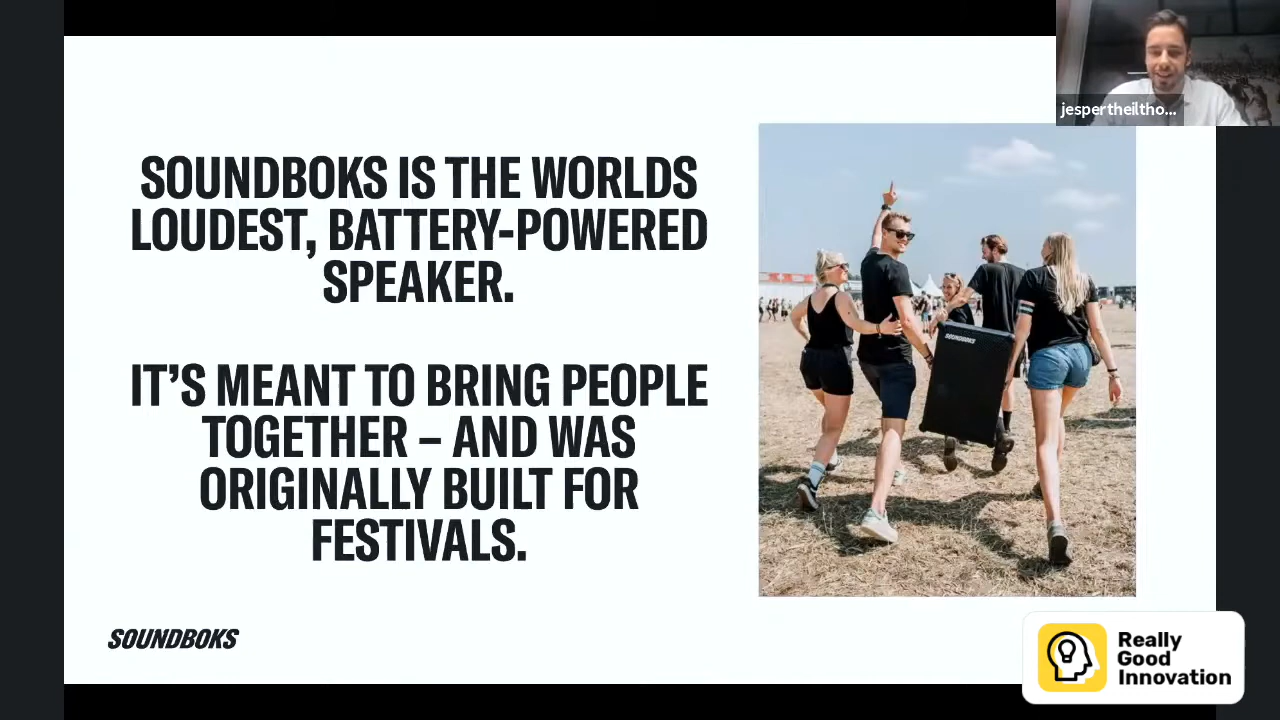 jespertheiltho...
SOUNDBOKS IS THE WORLDS
LOUDEST, BATTERY-POWERED
SPEAKER.
IT’S MEANT TO BRING PEOPLE
TOGETHER – AND WAS
ORIGINALLY BUILT FOR
FESTIVALS.
SOUNDBOKS
SOUNDBOKS
Really
Good
Innovation